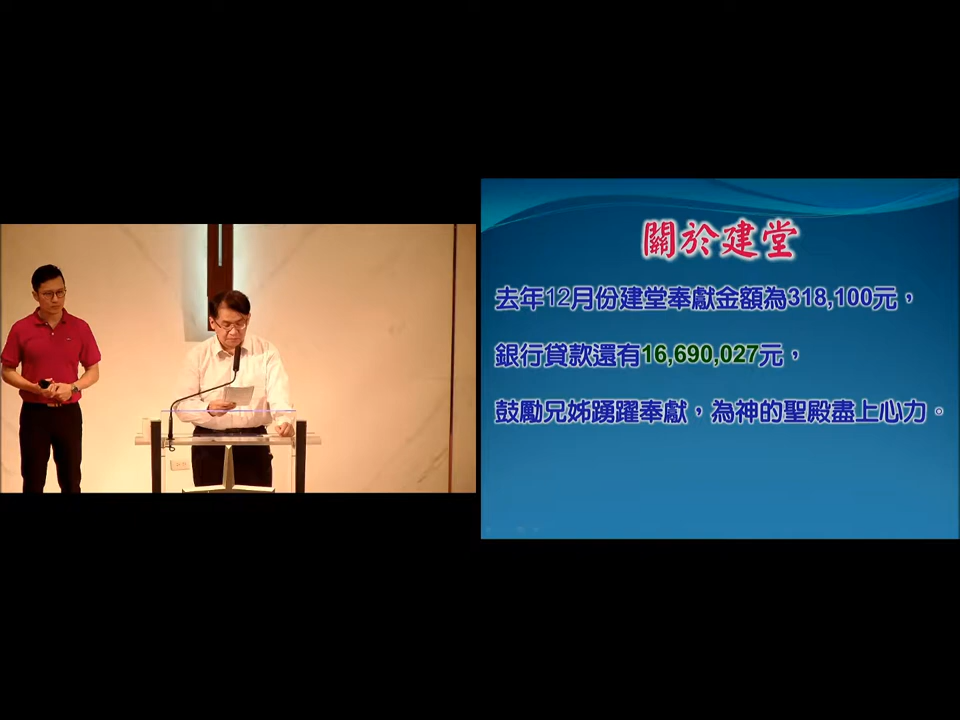 關於建堂
去年12月份建堂奉獻金額為318,100元，
銀行貸款還有16,690,027元，
鼓勵兄姊踴躍奉獻，為神的聖殿盡上心力。